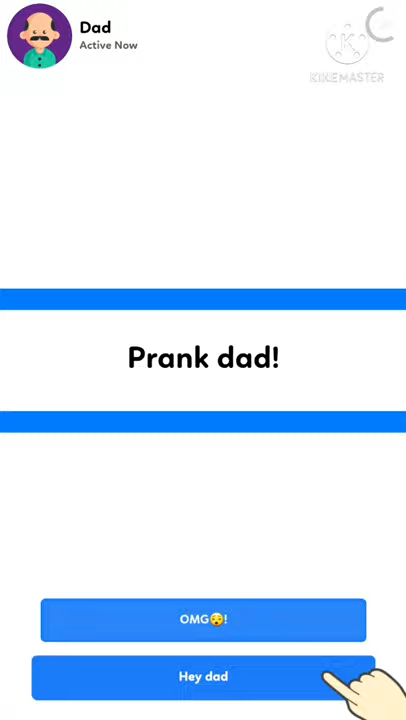 Dad
Active Now
K
KINEMASTER
Prank dad!
OMG😯!
Hey dad